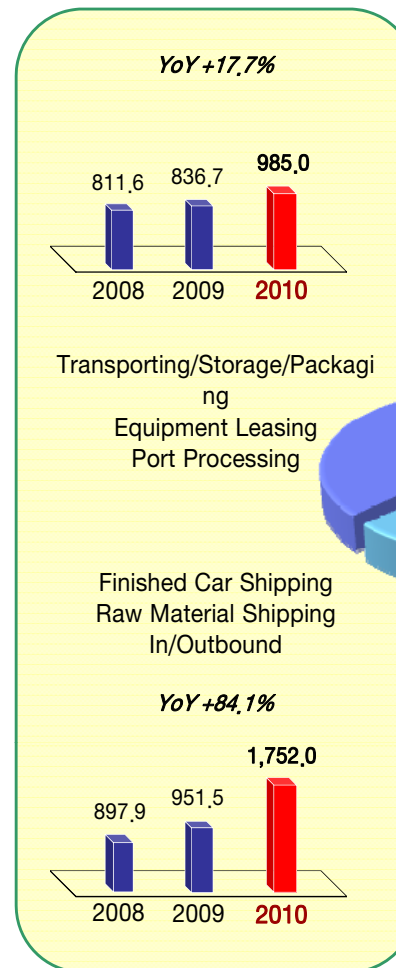 YoY +17.7%
811.6 836.7 985.0
2008 2009 2010
Transporting/Storage/Packagi
ng
Equipment Leasing
Port Processing
Finished Car Shipping
Raw Material Shipping
In/Outbound
YoY +84.1%
897.9 951.5 1,752.0
2008 2009 2010